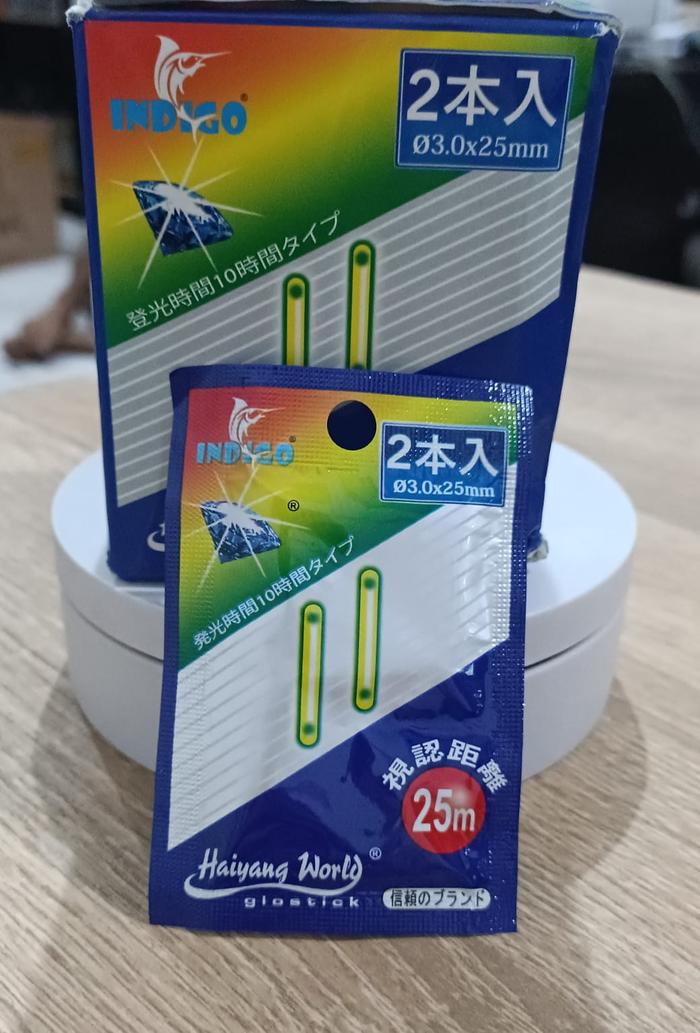 INDIGO®
2本入
Ø3.0x25mm
登光時間10時間タイプ
INDIGO®
2本入
Ø3.0x25mm
®
発光時間10時間タイプ
視認距離
25m
Haiyang World®
glostick
信頼のブランド